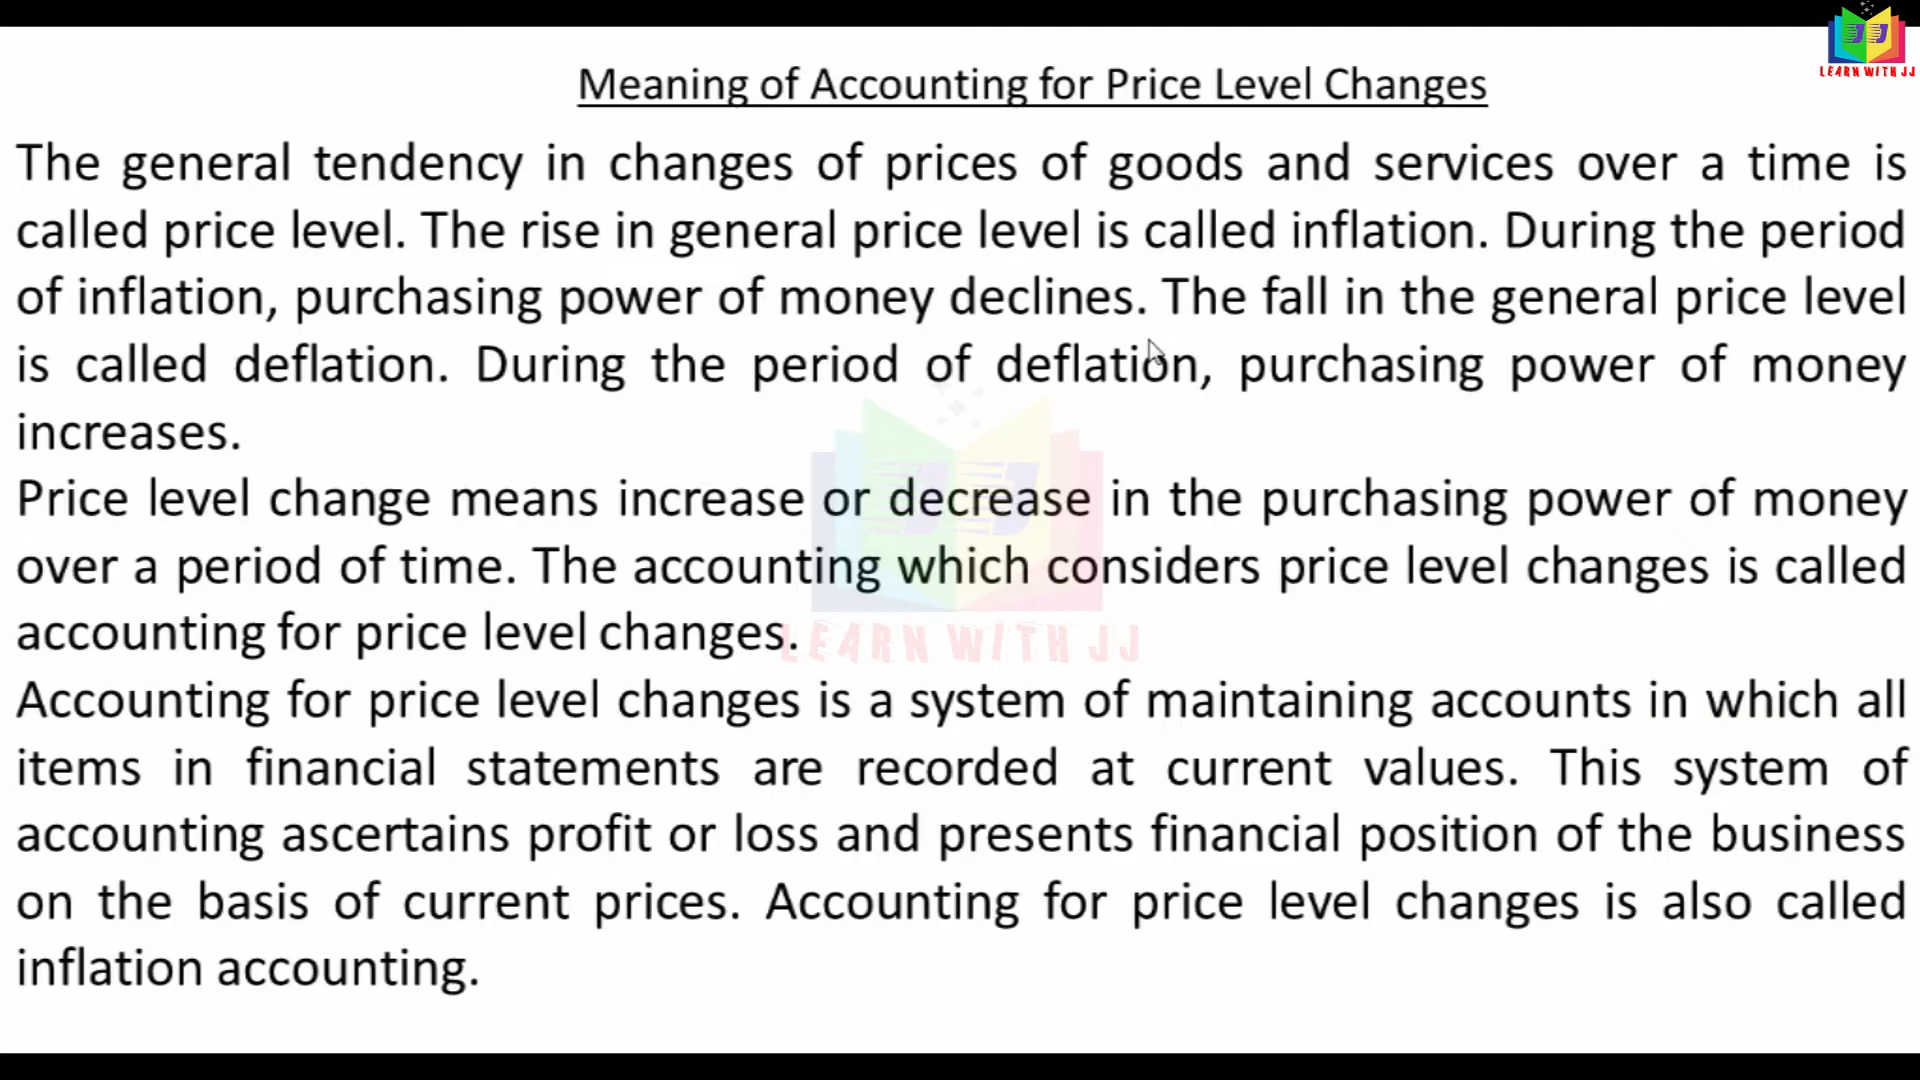 LEARN WITH JJ
Meaning of Accounting for Price Level Changes
The general tendency in changes of prices of goods and services over a time is
called price level. The rise in general price level is called inflation. During the period
of inflation, purchasing power of money declines. The fall in the general price level
is called deflation. During the period of deflation, purchasing power of money
increases.
Price level change means increase or decrease in the purchasing power of money
over a period of time. The accounting which considers price level changes is called
accounting for price level changes.
LEARN WITH JJ
Accounting for price level changes is a system of maintaining accounts in which all
items in financial statements are recorded at current values. This system of
accounting ascertains profit or loss and presents financial position of the business
on the basis of current prices. Accounting for price level changes is also called
inflation accounting.